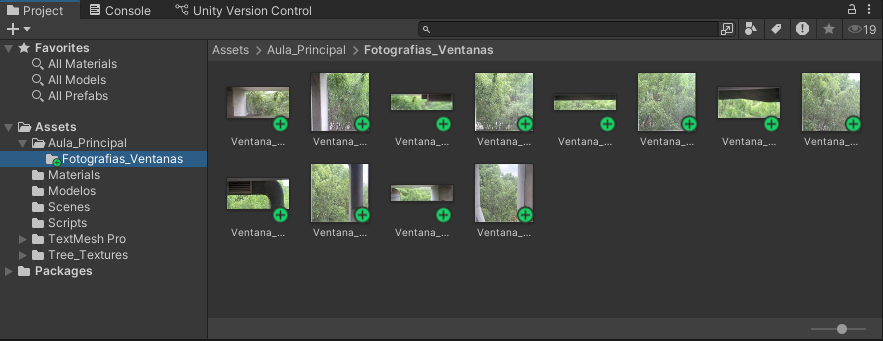 Project Console Unity Version Control
19
Favorites
All Materials
All Models
All Prefabs
Assets
Aula_Principal
Fotografias_Ventanas
Materials
Modelos
Scenes
Scripts
TextMesh Pro
Tree_Textures
Packages
Assets > Aula_Principal > Fotografias_Ventanas
Ventana_... Ventana_... Ventana_... Ventana_... Ventana_... Ventana_... Ventana_... Ventana_...
Ventana_... Ventana_... Ventana_... Ventana_...